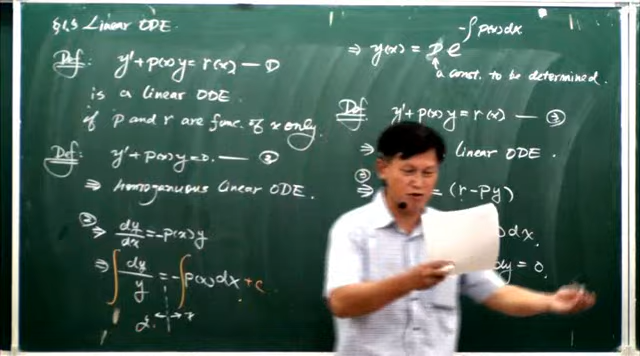 §1.5 Linear ODE.
Def: y' + p(x) y = r(x) — ①
is a linear ODE.
if p and r are func. of x only.
Def: y' + p(x) y = 0. — ②
⇒ homogenuous linear ODE.
②
⇒ dy/dx = -p(x) y
⇒ ∫ dy/y = -∫ p(x) dx + c
⇒ y(x) = D e^{-∫ p(x) dx}
a const. to be determined.
Def: y' + p(x) y = r(x) — ③
⇒ linear ODE.
③
⇒ = (r - py)
dx.
dy = 0.